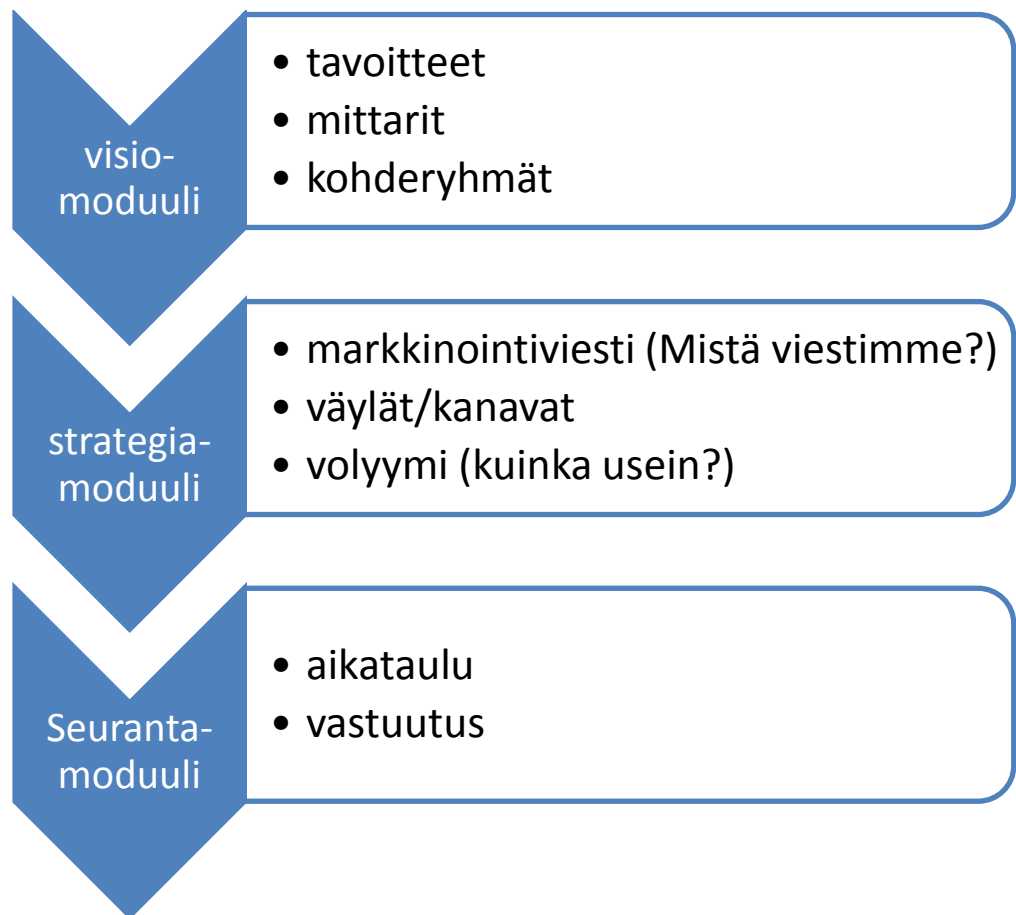 visio-
moduuli
• tavoitteet
• mittarit
• kohderyhmät
strategia-
moduuli
• markkinointiviesti (Mistä viestimme?)
• väylät/kanavat
• volyymi (kuinka usein?)
Seuranta-
moduuli
• aikataulu
• vastuutus